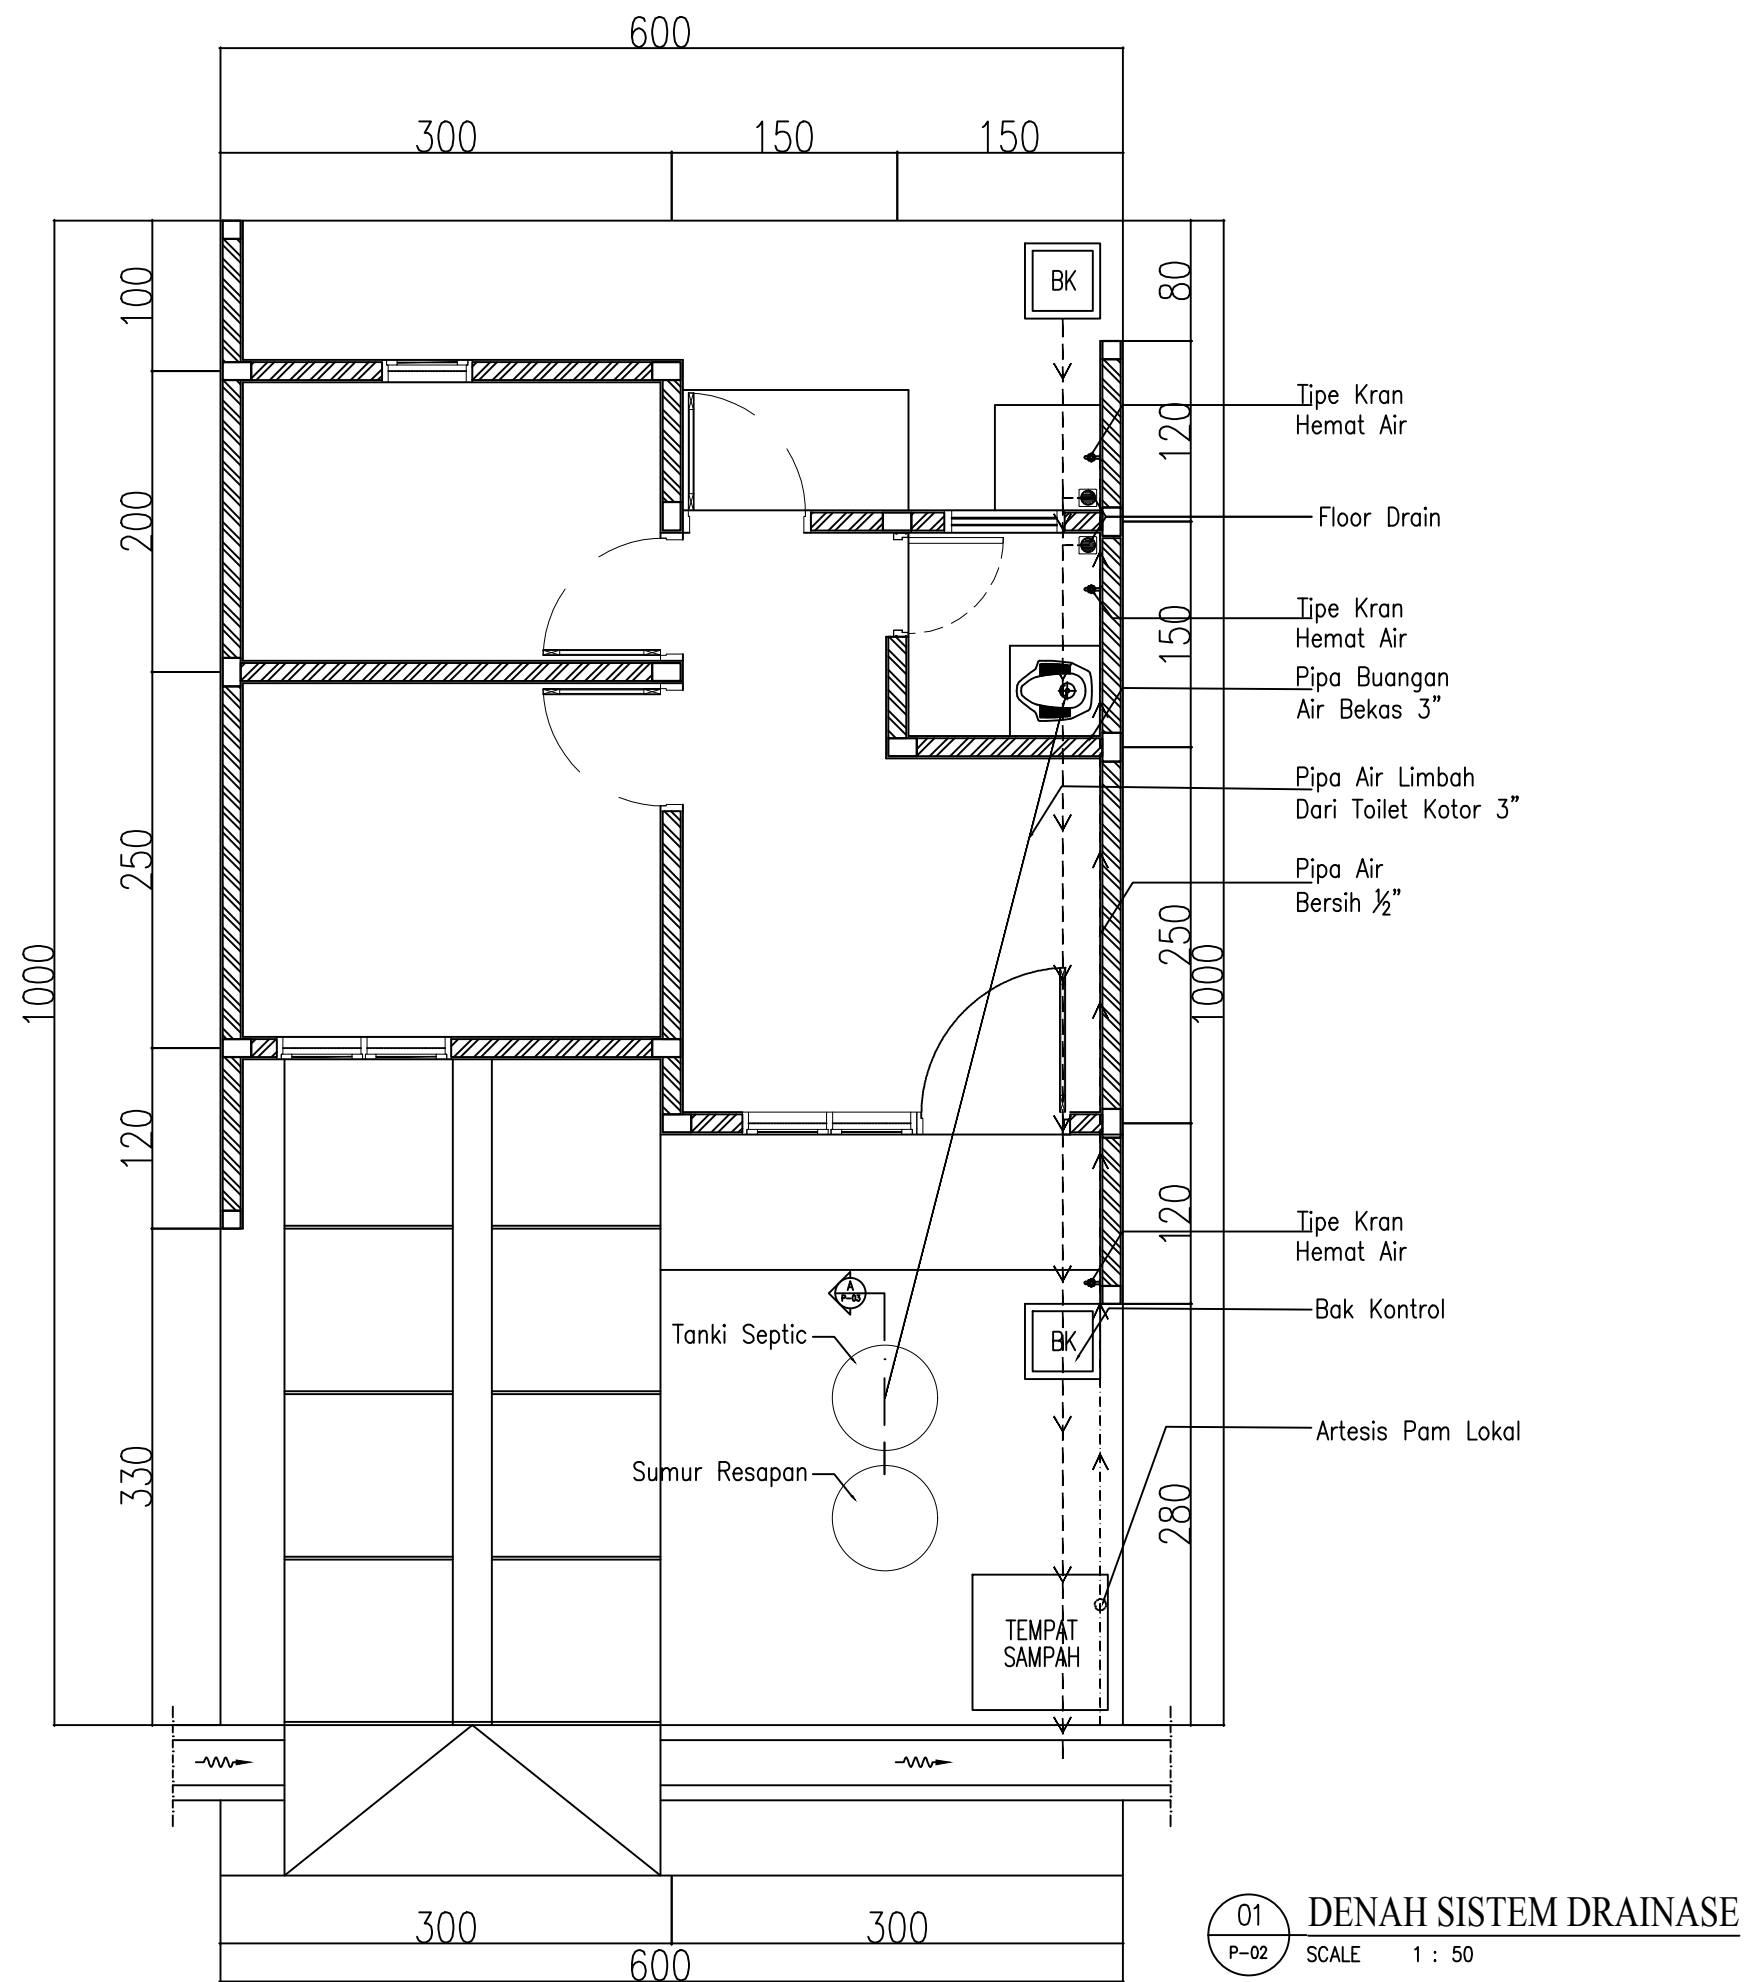 600
300
150
150
100
200
250
1000
120
330
80
120
150
250
1000
120
280
BK
Tipe Kran
Hemat Air
Floor Drain
Tipe Kran
Hemat Air
Pipa Buangan
Air Bekas 3”
Pipa Air Limbah
Dari Toilet Kotor 3”
Pipa Air
Bersih ½”
Tipe Kran
Hemat Air
A
P-03
Tanki Septic
BK
Bak Kontrol
Artesis Pam Lokal
Sumur Resapan
TEMPAT
SAMPAH
300
300
600
01
P-02
DENAH SISTEM DRAINASE
SCALE 1 : 50